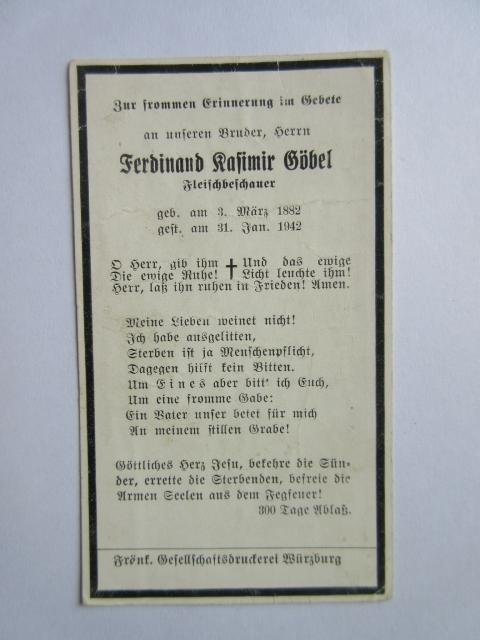 Zur frommen Erinnerung im Gebete
an unseren Bruder, Herrn
Ferdinand Kasimir Göbel
Fleischbeschauer
geb. am 3. März 1882
gest. am 31. Jan. 1942
O Herr, gib ihm † Und das ewige
Die ewige Ruhe! Licht leuchte ihm!
Herr, laß ihn ruhen in Frieden! Amen.
Meine Lieben weinet nicht!
Ich habe ausgelitten,
Sterben ist ja Menschenpflicht,
Dagegen hilft kein Bitten.
Um Eines aber bitt' ich Euch,
Um eine fromme Gabe:
Ein Vater unser betet für mich
An meinem stillen Grabe!
Göttliches Herz Jesu, bekehre die Sün-
der, errette die Sterbenden, befreie die
Armen Seelen aus dem Fegfeuer!
300 Tage Ablaß.
Fränk. Gesellschaftsdruckerei Würzburg